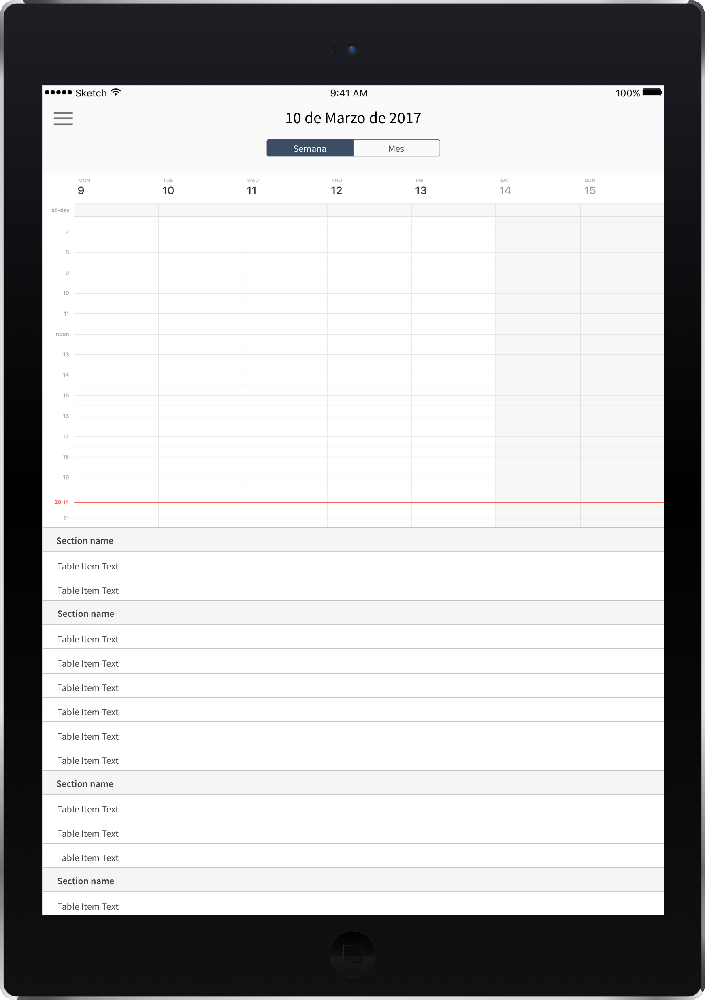 Sketch 9:41 AM 100%
10 de Marzo de 2017
Semana Mes
MON TUE WED THU FRI SAT SUN
9 10 11 12 13 14 15
all-day
7
8
9
10
11
noon
13
14
15
16
17
18
19
20:14
21
Section name
Table Item Text
Table Item Text
Section name
Table Item Text
Table Item Text
Table Item Text
Table Item Text
Table Item Text
Table Item Text
Section name
Table Item Text
Table Item Text
Table Item Text
Section name
Table Item Text